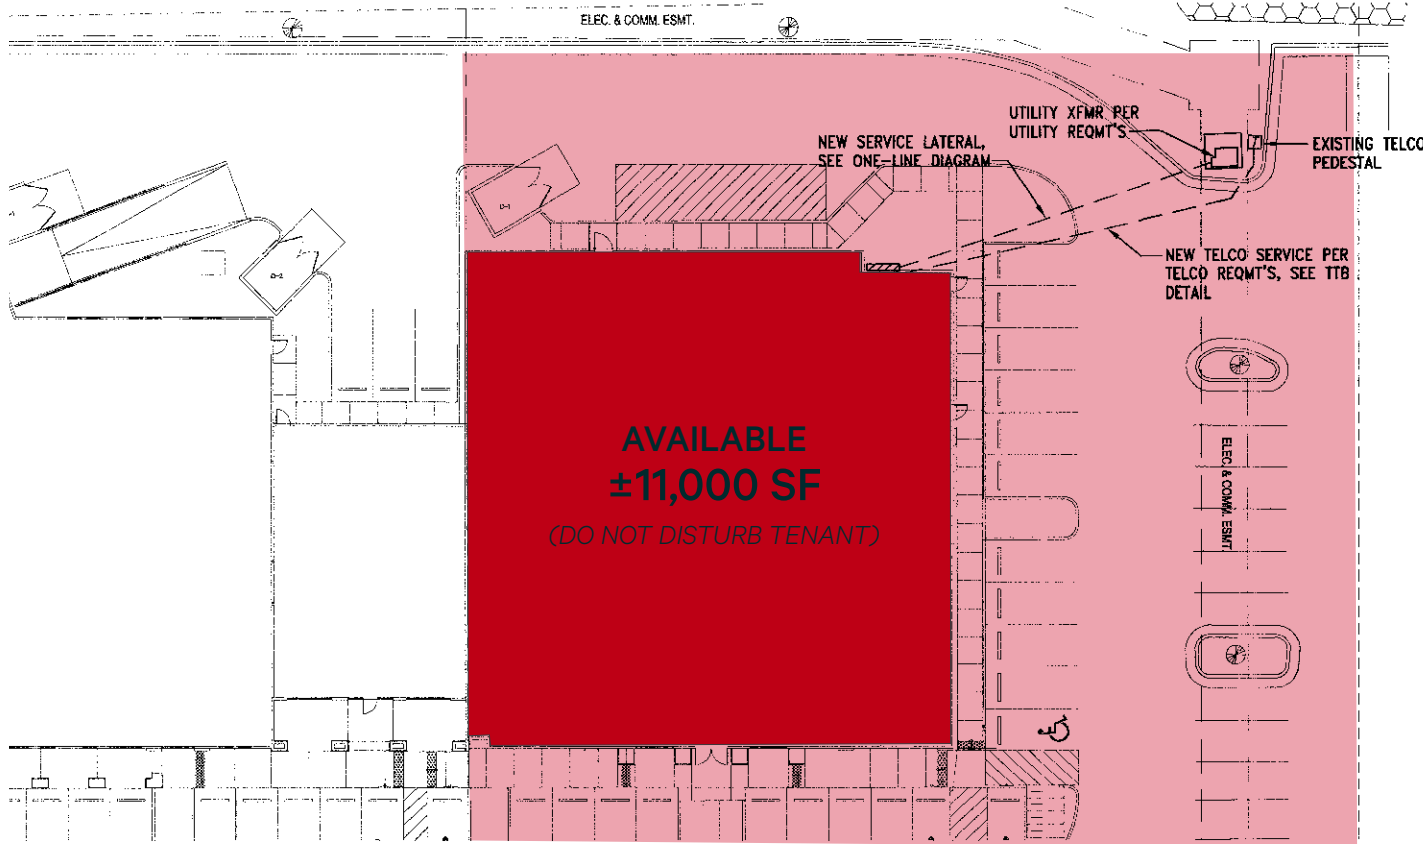 ELEC. & COMM. ESMT.
UTILITY XFMR PER
UTILITY REQMT'S
NEW SERVICE LATERAL,
SEE ONE-LINE DIAGRAM
EXISTING TELCO
PEDESTAL
NEW TELCO SERVICE PER
TELCO REQMT'S, SEE TTB
DETAIL
AVAILABLE
±11,000 SF
(DO NOT DISTURB TENANT)
ELEC. & COMM. ESMT.